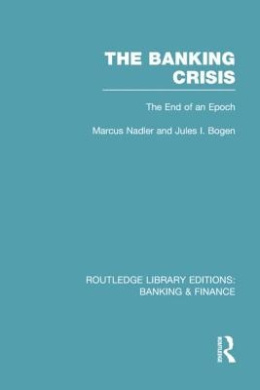 THE BANKING
CRISIS
The End of an Epoch
Marcus Nadler and Jules I. Bogen
ROUTLEDGE LIBRARY EDITIONS:
BANKING & FINANCE
ROUTLEDGE